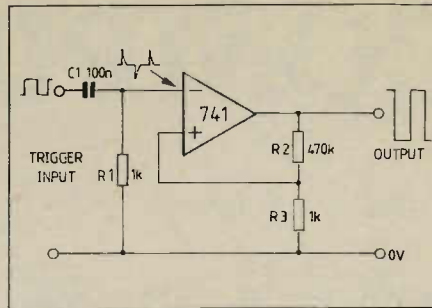 C1 100n
741
TRIGGER
INPUT
R1
1k
R2
470k
OUTPUT
R3
1k
0V